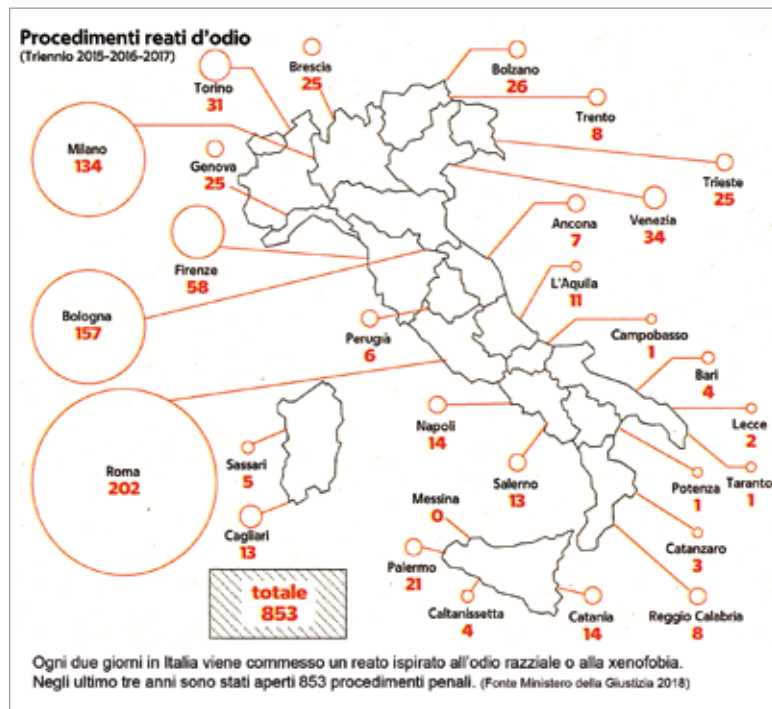 Procedimenti reati d'odio
(Triennio 2015-2016-2017)
Torino
31
Brescia
25
Bolzano
26
Trento
8
Milano
134
Genova
25
Trieste
25
Venezia
34
Ancona
7
Firenze
58
L'Aquila
11
Bologna
157
Perugia
6
Campobasso
1
Bari
4
Lecce
2
Taranto
1
Napoli
14
Salerno
13
Potenza
1
Roma
202
Sassari
5
Cagliari
13
Messina
0
Catanzaro
3
Palermo
21
Caltanissetta
4
Catania
14
Reggio Calabria
8
totale
853
Ogni due giorni in Italia viene commesso un reato ispirato all'odio razziale o alla xenofobia.
Negli ultimo tre anni sono stati aperti 853 procedimenti penali. (Fonte Ministero della Giustizia 2018)